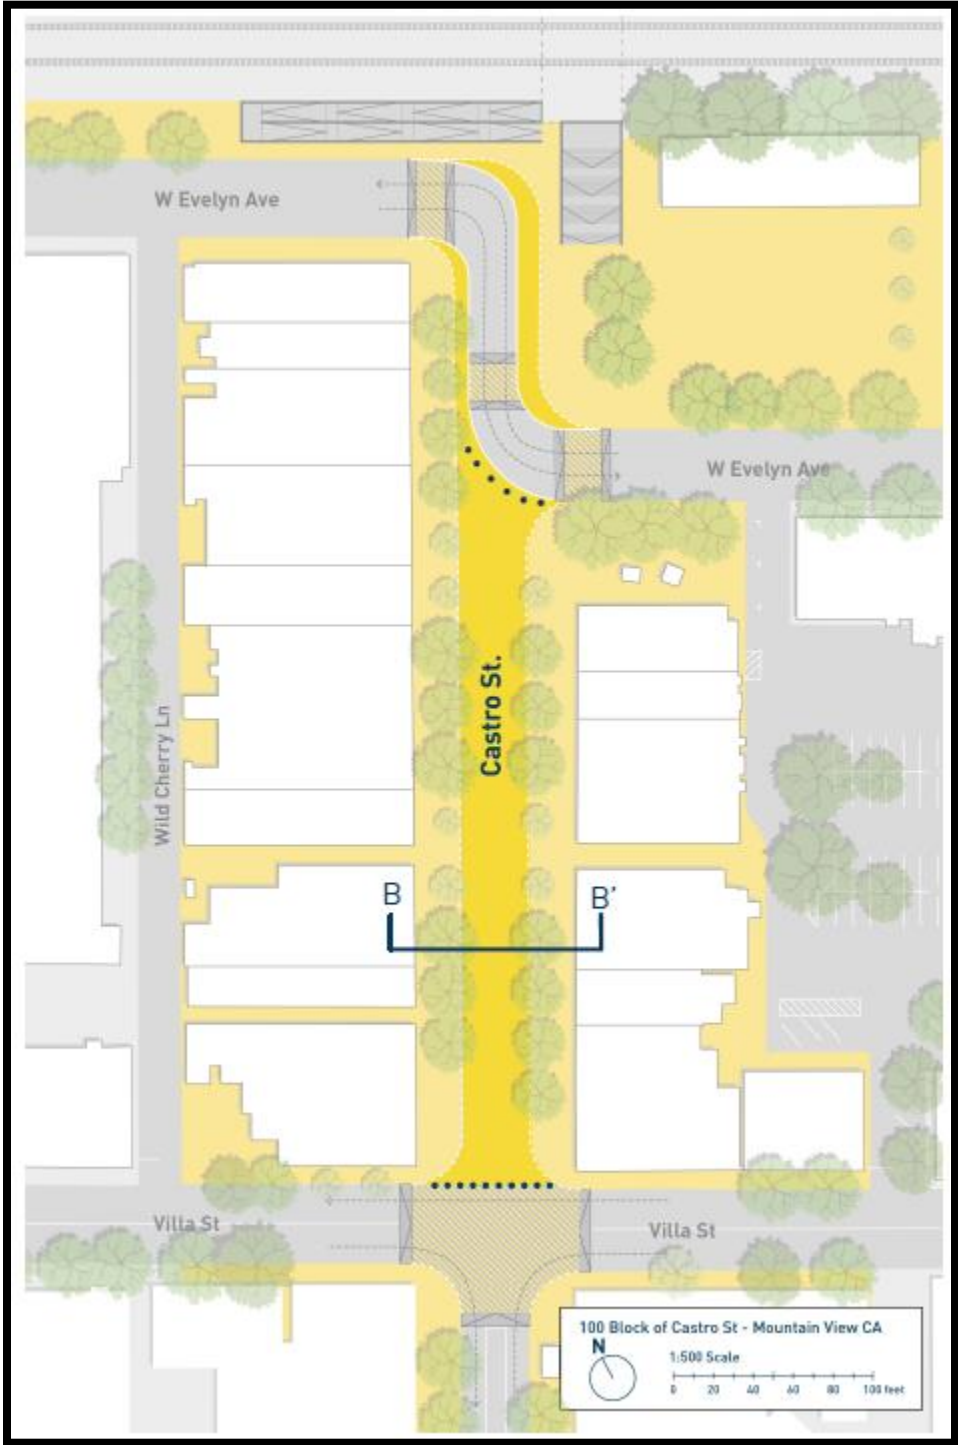 W Evelyn Ave
W Evelyn Ave
Castro St.
Wild Cherry Ln
B
B’
Villa St
Villa St
100 Block of Castro St - Mountain View CA
N
1:500 Scale
0 20 40 60 80 100 feet